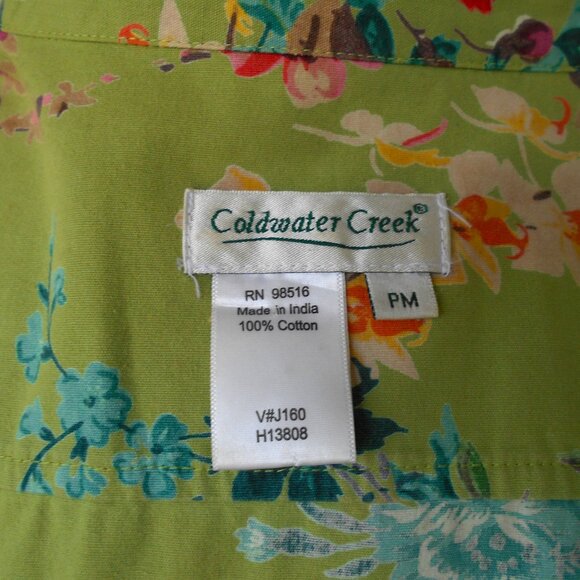 Coldwater Creek®
RN 98516
Made in India
100% Cotton
PM
V#J160
H13808